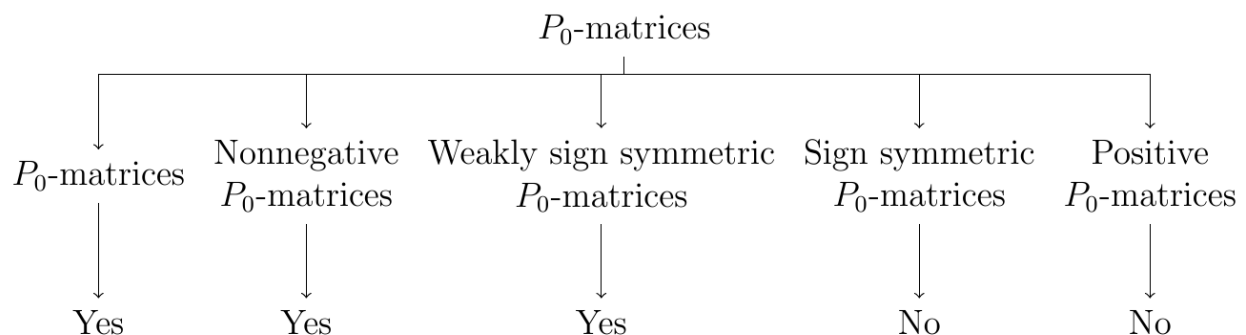 P₀-matrices
P₀-matrices
Nonnegative
P₀-matrices
Weakly sign symmetric
P₀-matrices
Sign symmetric
P₀-matrices
Positive
P₀-matrices
Yes
Yes
Yes
No
No